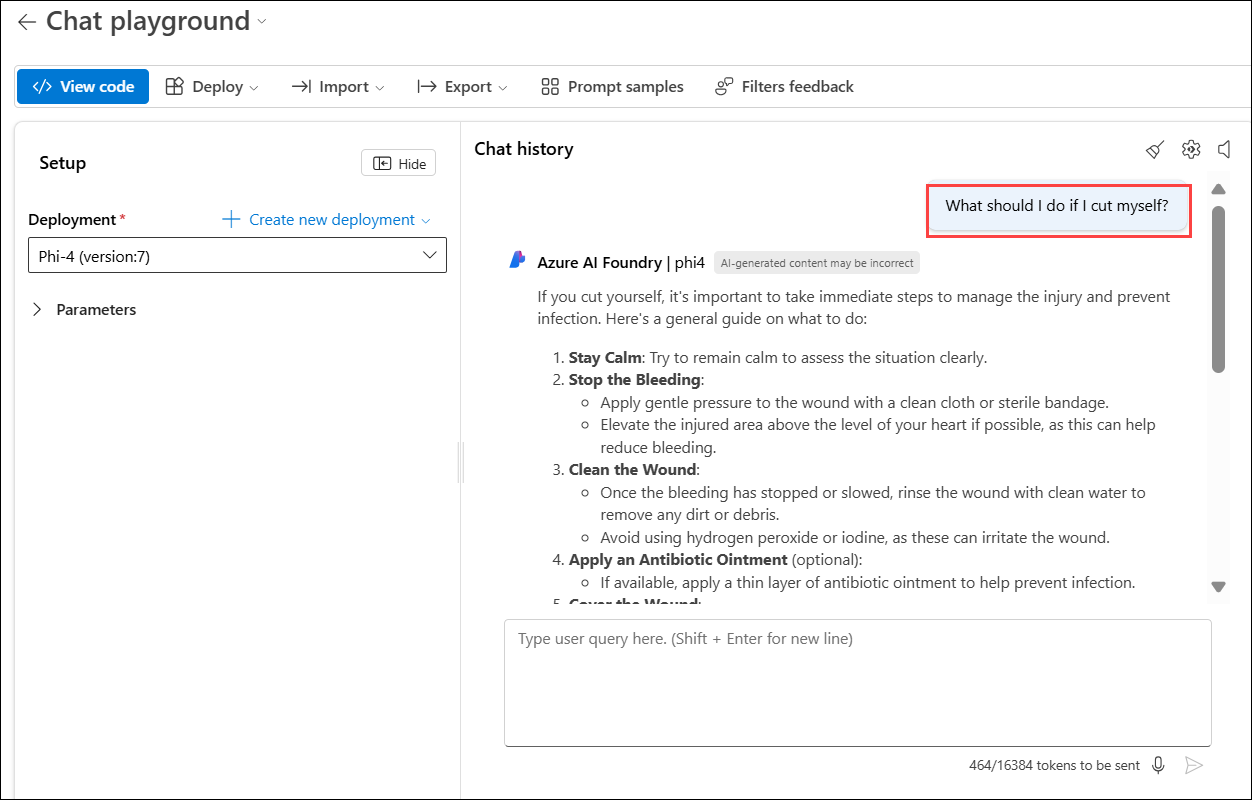 Chat playground
View code Deploy Import Export Prompt samples Filters feedback
Setup
Hide
Deployment * Create new deployment
Phi-4 (version:7)
Parameters
Chat history
What should I do if I cut myself?
Azure AI Foundry | phi4 AI-generated content may be incorrect
If you cut yourself, it's important to take immediate steps to manage the injury and prevent
infection. Here's a general guide on what to do:
1. Stay Calm: Try to remain calm to assess the situation clearly.
2. Stop the Bleeding:
Apply gentle pressure to the wound with a clean cloth or sterile bandage.
Elevate the injured area above the level of your heart if possible, as this can help
reduce bleeding.
3. Clean the Wound:
Once the bleeding has stopped or slowed, rinse the wound with clean water to
remove any dirt or debris.
Avoid using hydrogen peroxide or iodine, as these can irritate the wound.
4. Apply an Antibiotic Ointment (optional):
If available, apply a thin layer of antibiotic ointment to help prevent infection.
5. Cover the Wound:
Type user query here. (Shift + Enter for new line)
464/16384 tokens to be sent